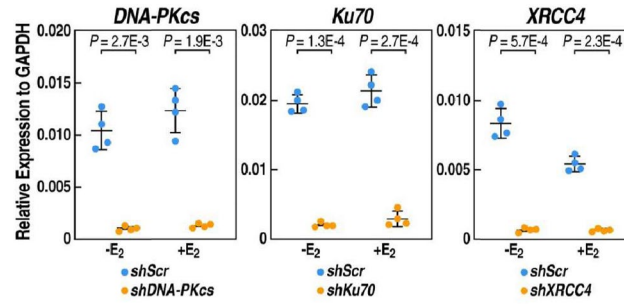 DNA-PKcs Ku70 XRCC4
P = 2.7E-3 P = 1.9E-3 P = 1.3E-4 P = 2.7E-4 P = 5.7E-4 P = 2.3E-4
Relative Expression to GAPDH
0.020
0.015
0.010
0.005
0
0.03
0.02
0.01
0
0.015
0.010
0.005
0
-E₂ +E₂ -E₂ +E₂ -E₂ +E₂
shScr shScr shScr
shDNA-PKcs shKu70 shXRCC4